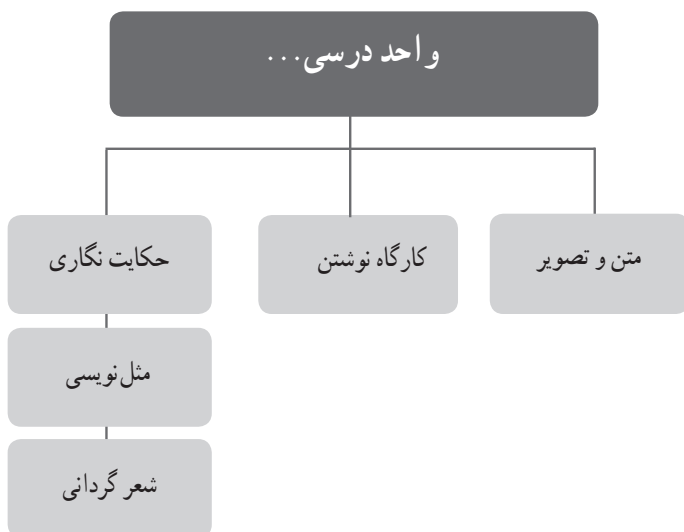 واحد درسی...
متن و تصویر
کارگاه نوشتن
حکایت نگاری
مثل‌نویسی
شعر گردانی